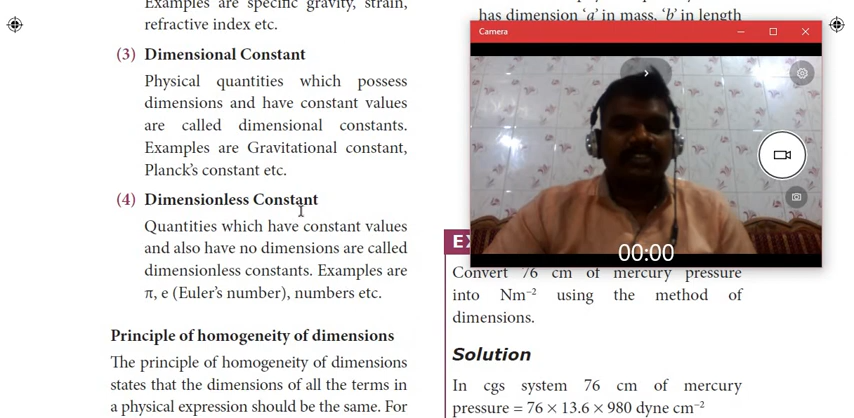 Examples are specific gravity, strain,
refractive index etc.
(3) Dimensional Constant
Physical quantities which possess
dimensions and have constant values
are called dimensional constants.
Examples are Gravitational constant,
Planck's constant etc.
(4) Dimensionless Constant
Quantities which have constant values
and also have no dimensions are called
dimensionless constants. Examples are
π, e (Euler's number), numbers etc.
Principle of homogeneity of dimensions
The principle of homogeneity of dimensions
states that the dimensions of all the terms in
a physical expression should be the same. For
has dimension 'a' in mass, 'b' in length
Camera
00:00
EX
Convert 76 cm of mercury pressure
into Nm⁻² using the method of
dimensions.
Solution
In cgs system 76 cm of mercury
pressure = 76 × 13.6 × 980 dyne cm⁻²